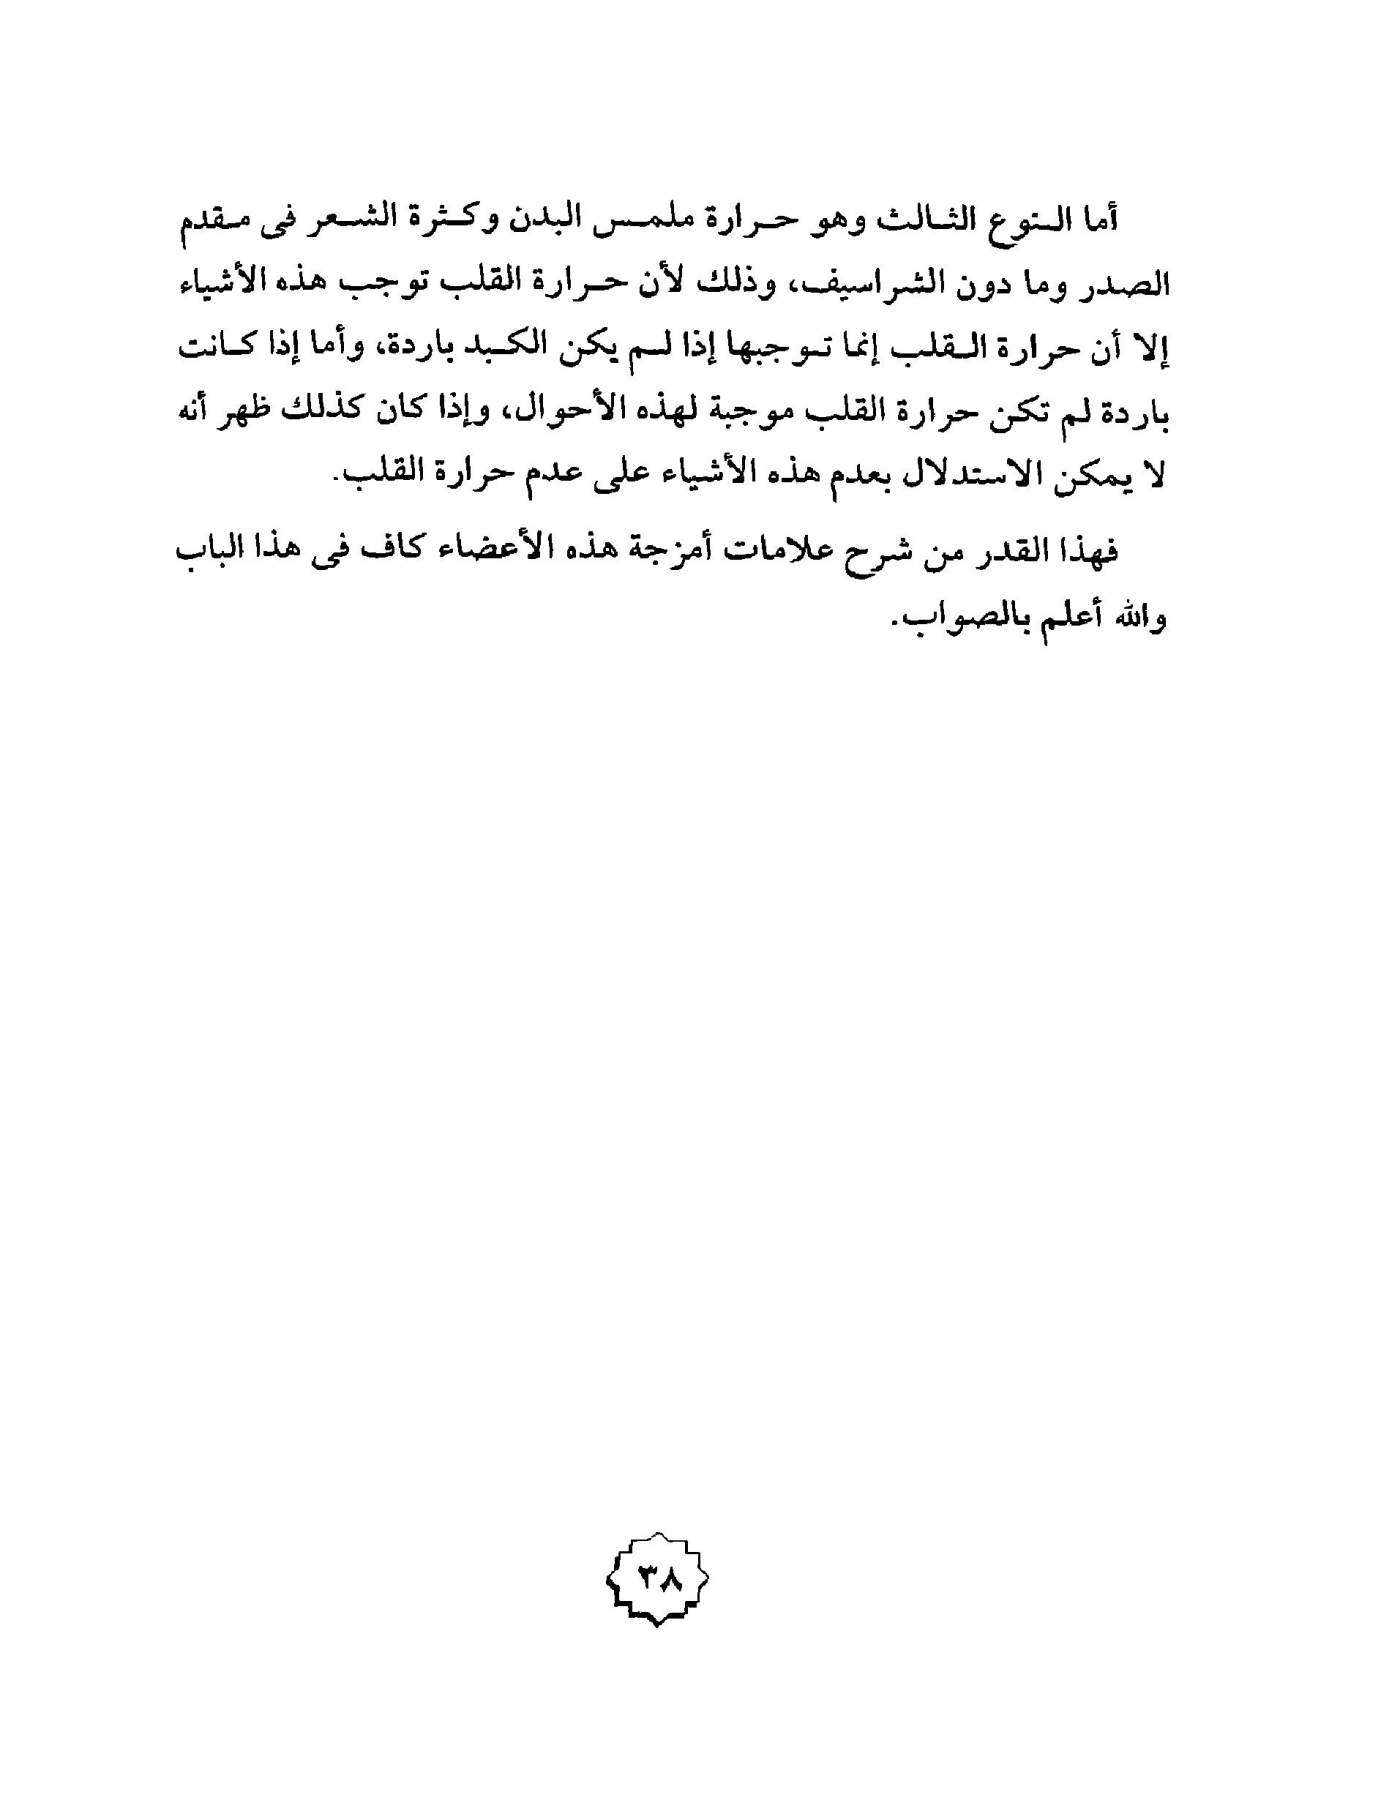 أما النوع الثالث وهو حرارة ملمس البدن وكثرة الشعر فى مقدم
الصدر وما دون الشراسيف، وذلك لأن حرارة القلب توجب هذه الأشياء
إلا أن حرارة القلب إنما توجبها إذا لم يكن الكبد باردة، وأما إذا كانت
باردة لم تكن حرارة القلب موجبة لهذه الأحوال، وإذا كان كذلك ظهر أنه
لا يمكن الاستدلال بعدم هذه الأشياء على عدم حرارة القلب.
فهذا القدر من شرح علامات أمزجة هذه الأعضاء كاف فى هذا الباب
والله أعلم بالصواب.
٣٨